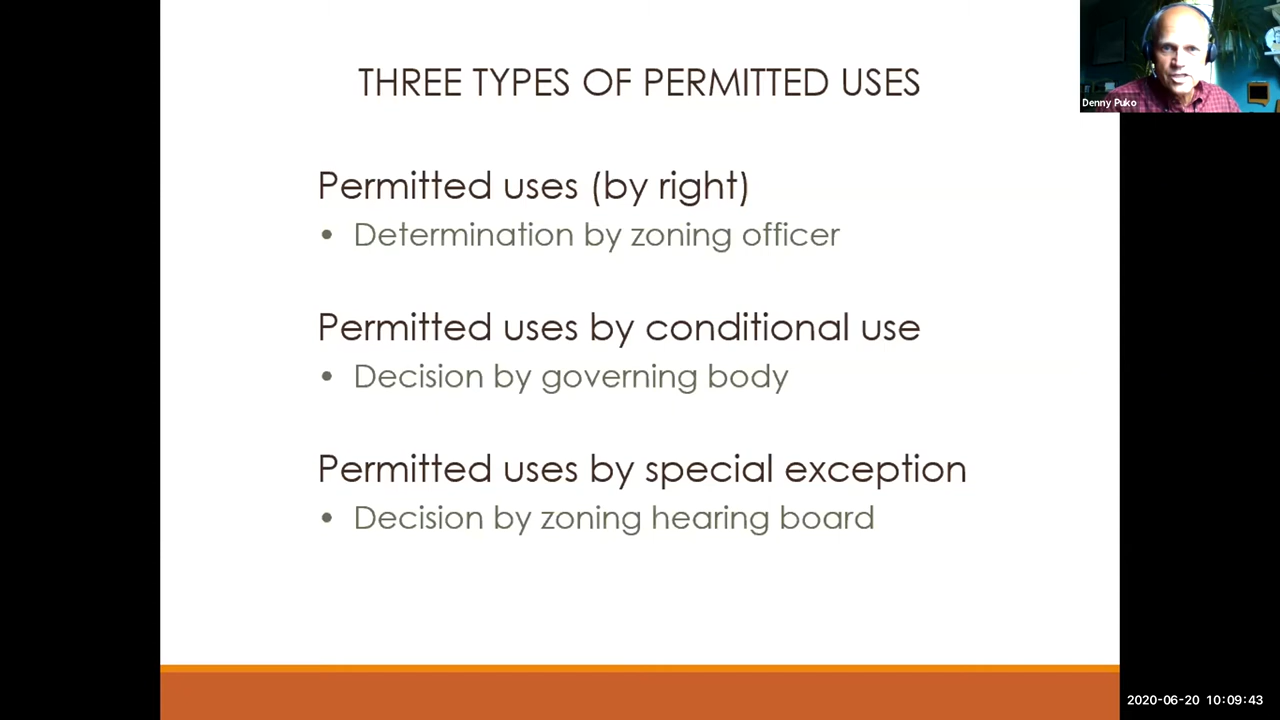 THREE TYPES OF PERMITTED USES
Denny Puko
Permitted uses (by right)
• Determination by zoning officer
Permitted uses by conditional use
• Decision by governing body
Permitted uses by special exception
• Decision by zoning hearing board
2020-06-20 10:09:43